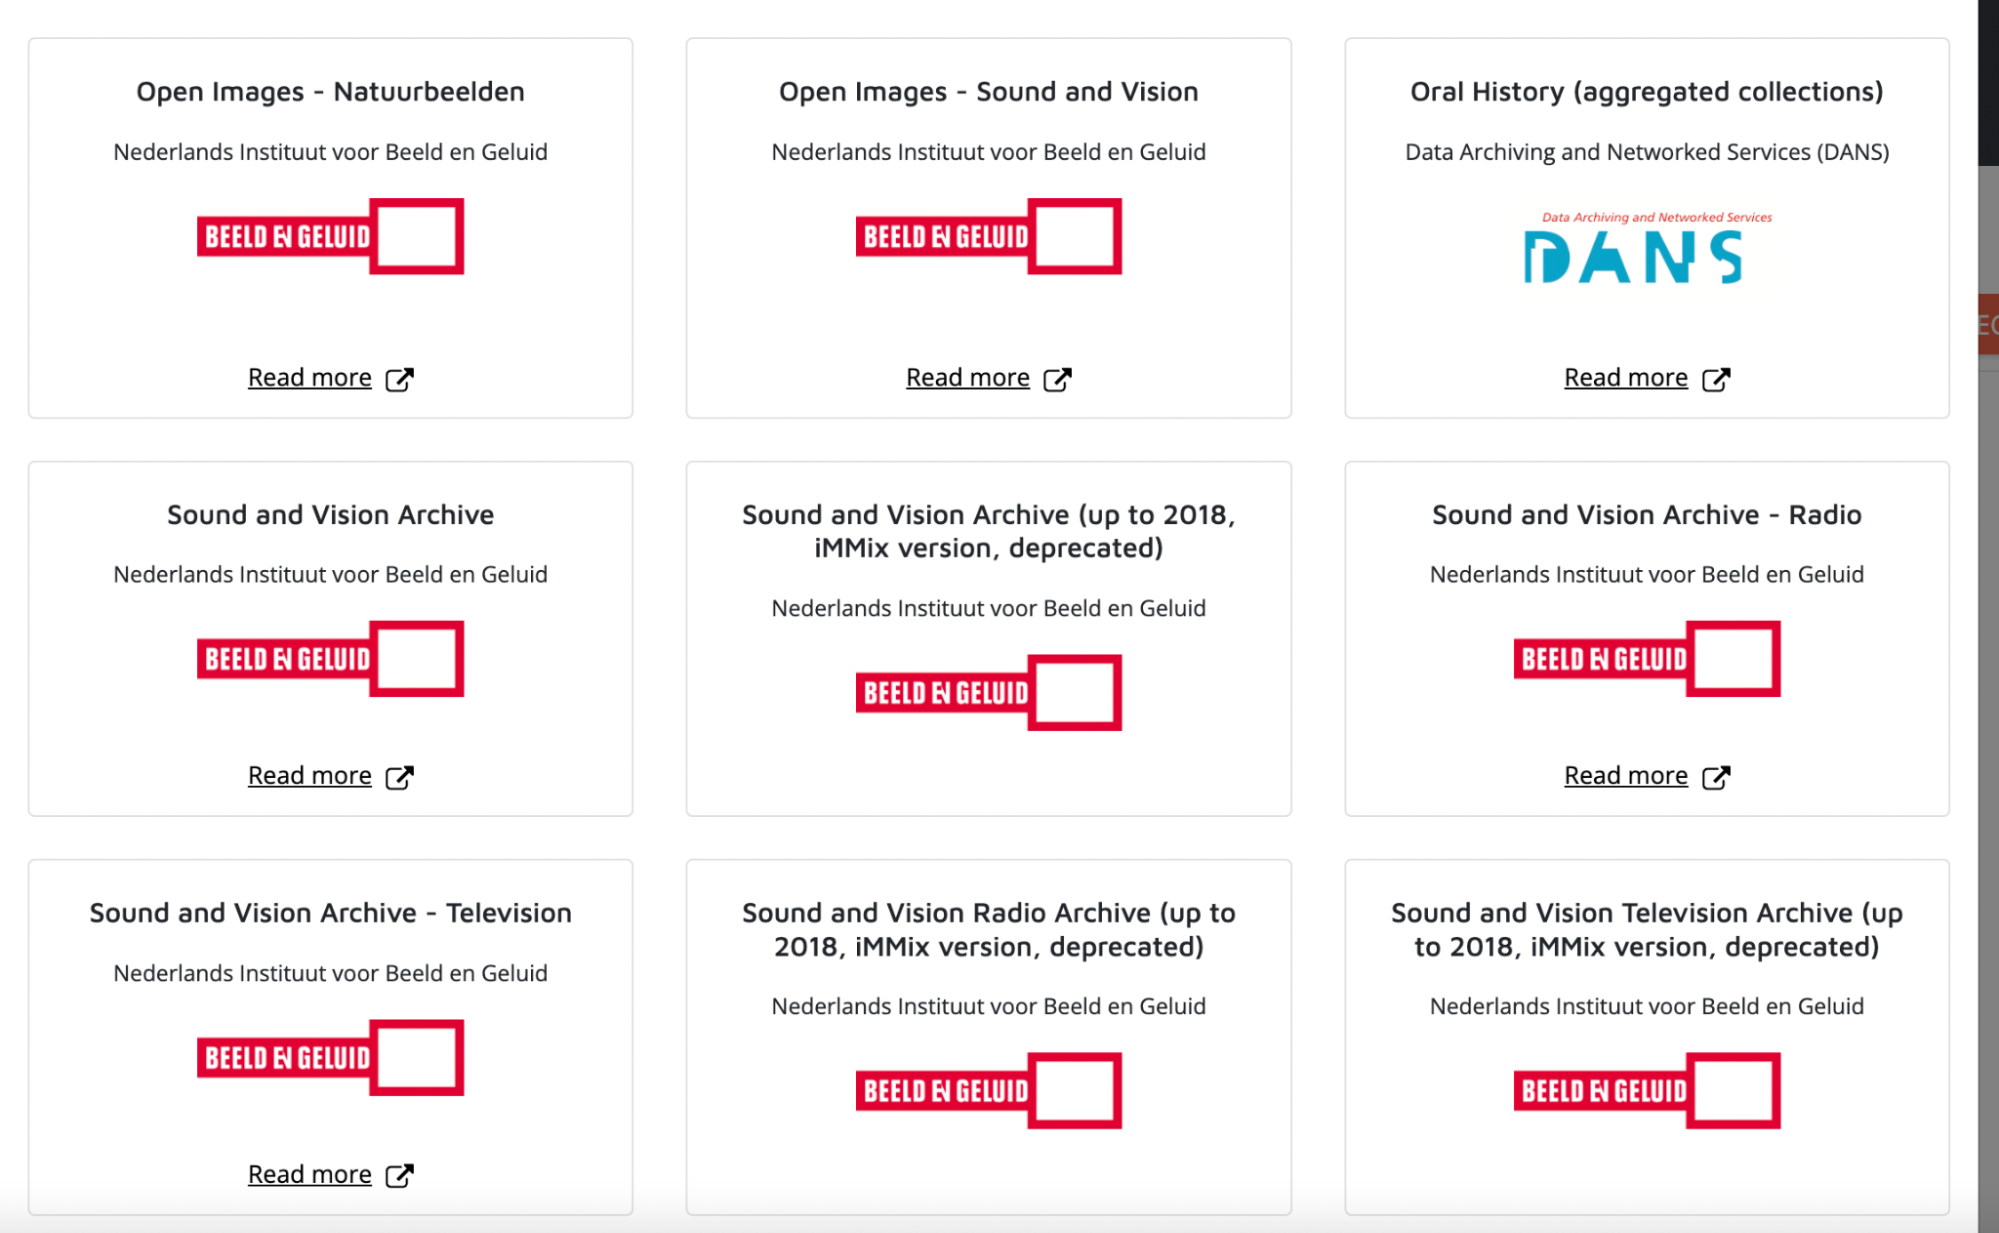 Open Images - Natuurbeelden
Nederlands Instituut voor Beeld en Geluid
BEELD EN GELUID
Read more
Open Images - Sound and Vision
Nederlands Instituut voor Beeld en Geluid
BEELD EN GELUID
Read more
Oral History (aggregated collections)
Data Archiving and Networked Services (DANS)
Data Archiving and Networked Services
DANS
Read more
Sound and Vision Archive
Nederlands Instituut voor Beeld en Geluid
BEELD EN GELUID
Read more
Sound and Vision Archive (up to 2018,
iMMix version, deprecated)
Nederlands Instituut voor Beeld en Geluid
BEELD EN GELUID
Sound and Vision Archive - Radio
Nederlands Instituut voor Beeld en Geluid
BEELD EN GELUID
Read more
Sound and Vision Archive - Television
Nederlands Instituut voor Beeld en Geluid
BEELD EN GELUID
Read more
Sound and Vision Radio Archive (up to
2018, iMMix version, deprecated)
Nederlands Instituut voor Beeld en Geluid
BEELD EN GELUID
Sound and Vision Television Archive (up
to 2018, iMMix version, deprecated)
Nederlands Instituut voor Beeld en Geluid
BEELD EN GELUID